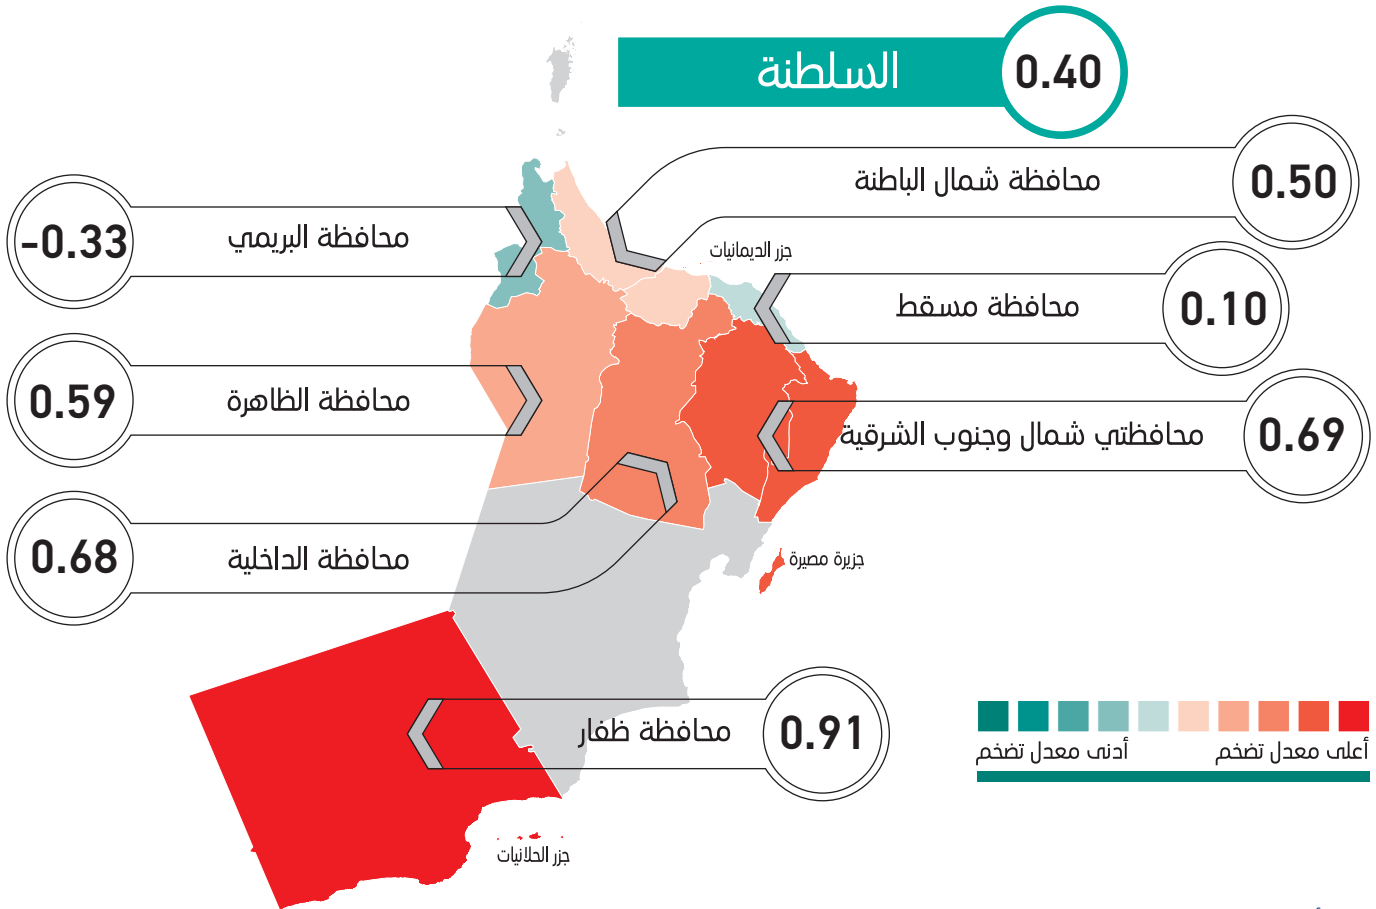 السلطنة
0.40
محافظة شمال الباطنة
0.50
جزر الديمانيات
محافظة البريمي
-0.33
محافظة مسقط
0.10
محافظة الظاهرة
0.59
محافظتي شمال وجنوب الشرقية
0.69
محافظة الداخلية
0.68
جزيرة مصيرة
محافظة ظفار
0.91
أعلى معدل تضخم
أدنى معدل تضخم
جزر الحلانيات